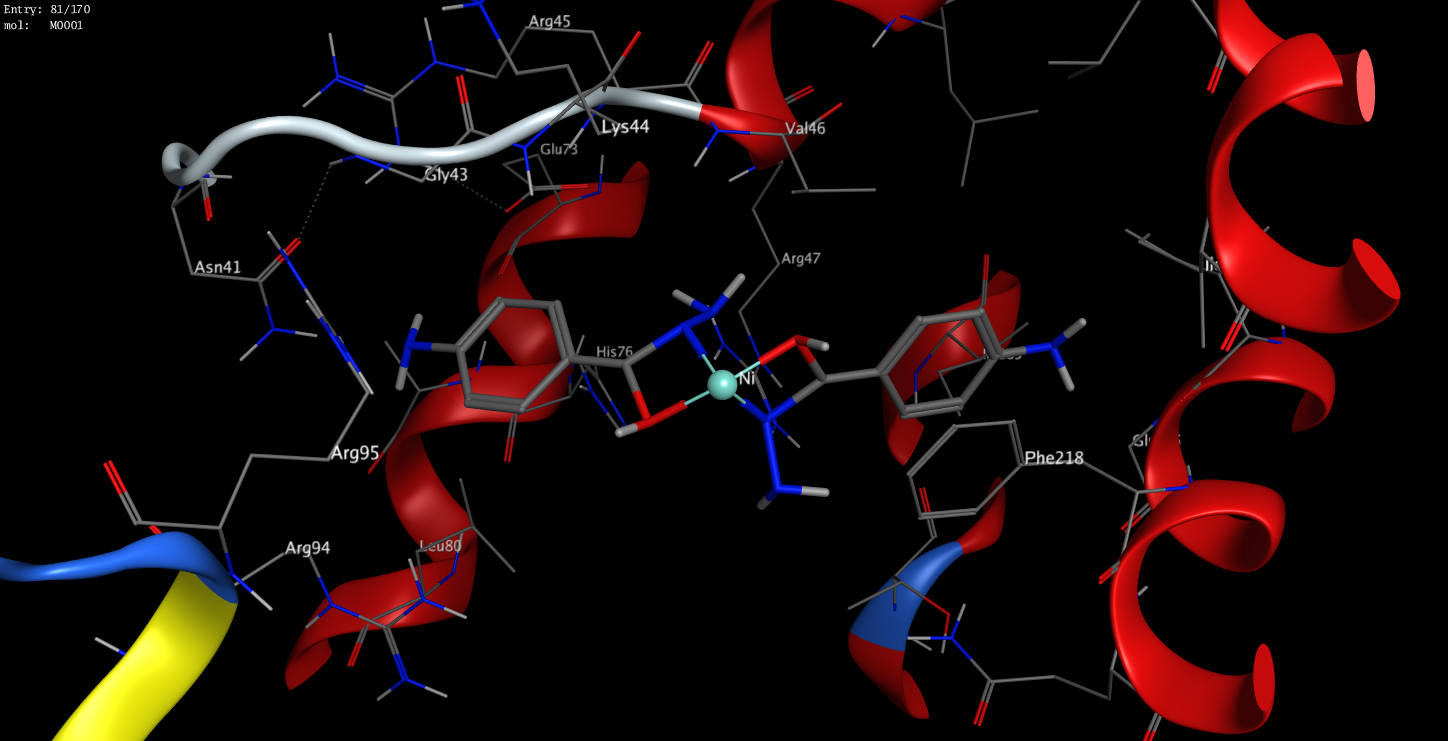 Entry: 81/170
mol: M0001
Arg45
Lys44
Val46
Glu73
Gly43
Asn41
Arg47
His76
Ni
Arg95
Phe218
Arg94
Leu80